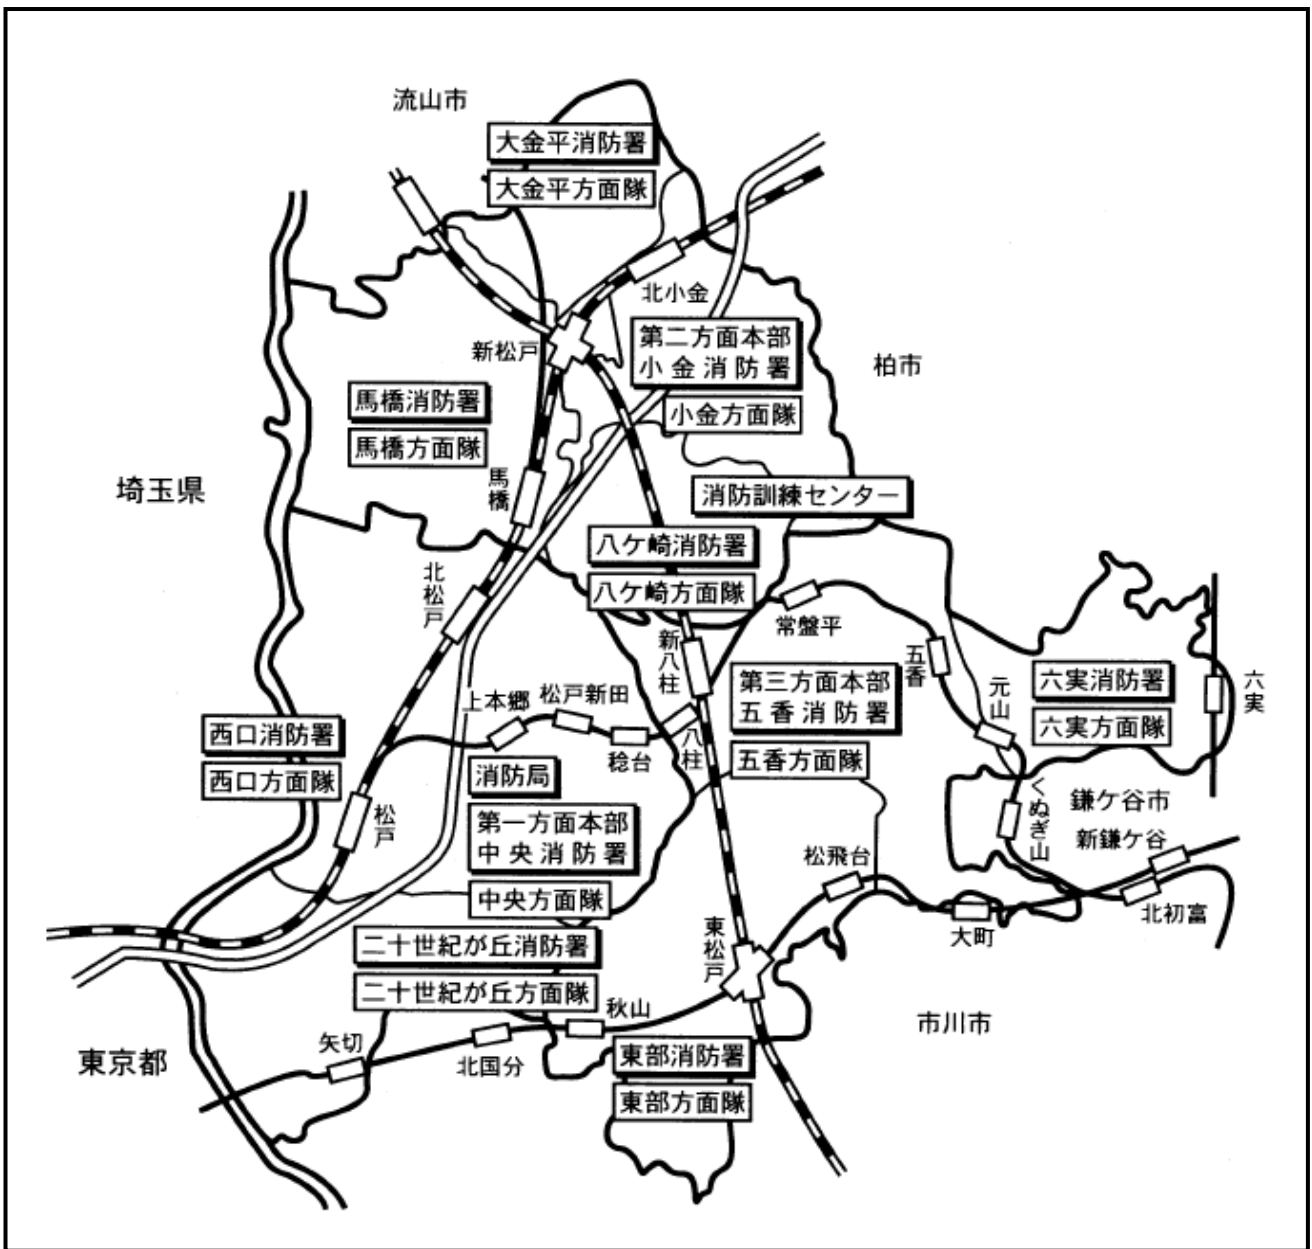 流山市
大金平消防署
大金平方面隊
北小金
新松戸
第二方面本部
小金消防署
小金方面隊
柏市
馬橋消防署
馬橋方面隊
馬橋
埼玉県
消防訓練センター
八ケ崎消防署
八ケ崎方面隊
北松戸
常盤平
新八柱
五香
元山
六実消防署
六実方面隊
六実
第三方面本部
五香消防署
五香方面隊
上本郷
松戸新田
稔台
八柱
西口消防署
西口方面隊
松戸
消防局
第一方面本部
中央消防署
中央方面隊
くぬぎ山
鎌ケ谷市
新鎌ケ谷
松飛台
北初富
大町
東松戸
二十世紀が丘消防署
二十世紀が丘方面隊
秋山
市川市
矢切
北国分
東京都
東部消防署
東部方面隊